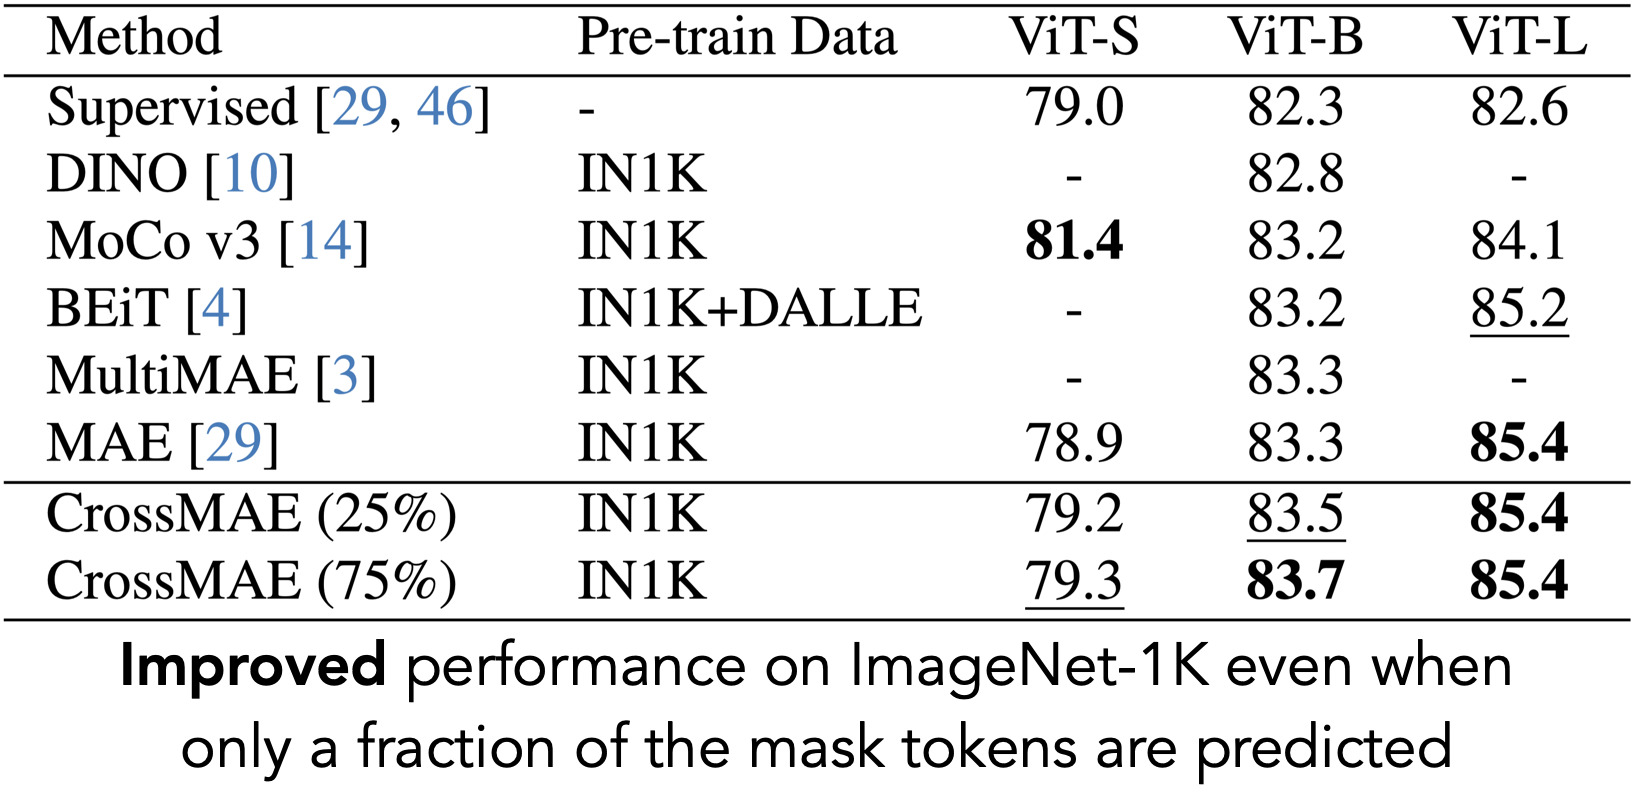 Method Pre-train Data ViT-S ViT-B ViT-L
Supervised [29, 46] - 79.0 82.3 82.6
DINO [10] IN1K - 82.8 -
MoCo v3 [14] IN1K 81.4 83.2 84.1
BEiT [4] IN1K+DALLE - 83.2 85.2
MultiMAE [3] IN1K - 83.3 -
MAE [29] IN1K 78.9 83.3 85.4
CrossMAE (25%) IN1K 79.2 83.5 85.4
CrossMAE (75%) IN1K 79.3 83.7 85.4
Improved performance on ImageNet-1K even when
only a fraction of the mask tokens are predicted